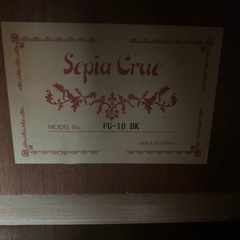 Sepia Crue
MODEL No. FG-10 BK
MADE IN CHINA